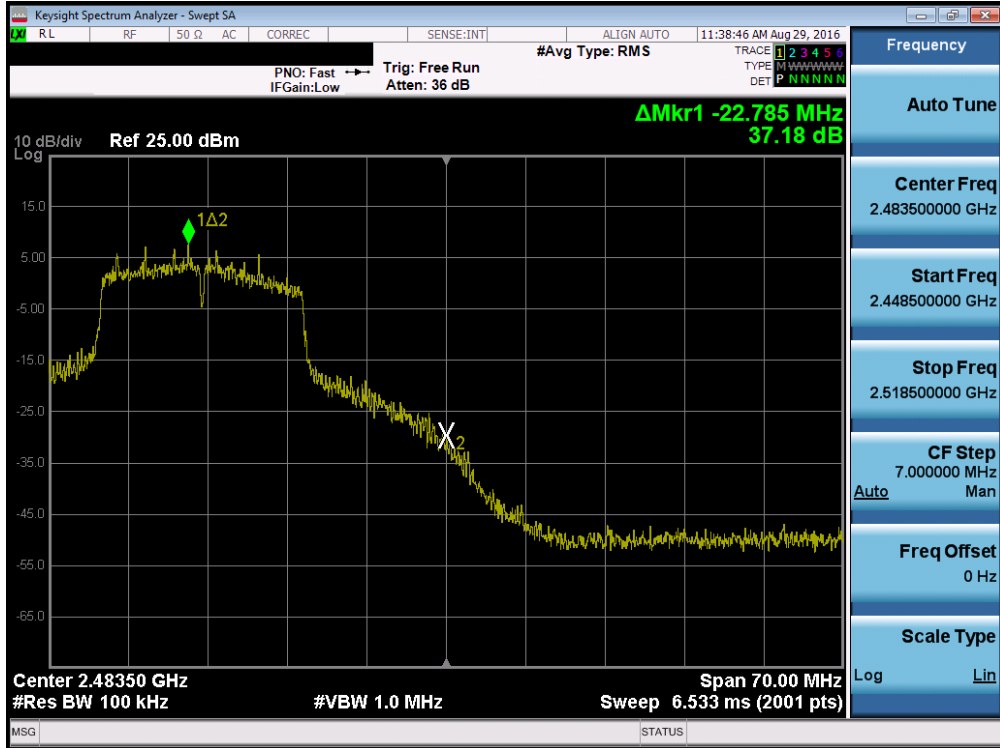 Keysight Spectrum Analyzer - Swept SA
LXI RL RF 50 Ω AC CORREC SENSE:INT ALIGN AUTO 11:38:46 AM Aug 29, 2016
#Avg Type: RMS
TRACE 1 2 3 4 5 6
PNO: Fast Trig: Free Run
TYPE M WWWWW
IFGain:Low Atten: 36 dB
DET P N N N N N
ΔMkr1 -22.785 MHz
37.18 dB
10 dB/div Ref 25.00 dBm
Log
15.0
1Δ2
5.00
-5.00
-15.0
-25.0
2
-35.0
-45.0
-55.0
-65.0
Center 2.48350 GHz Span 70.00 MHz
#Res BW 100 kHz #VBW 1.0 MHz Sweep 6.533 ms (2001 pts)
MSG STATUS
Frequency
Auto Tune
Center Freq
2.483500000 GHz
Start Freq
2.448500000 GHz
Stop Freq
2.518500000 GHz
CF Step
7.000000 MHz
Auto Man
Freq Offset
0 Hz
Scale Type
Log Lin